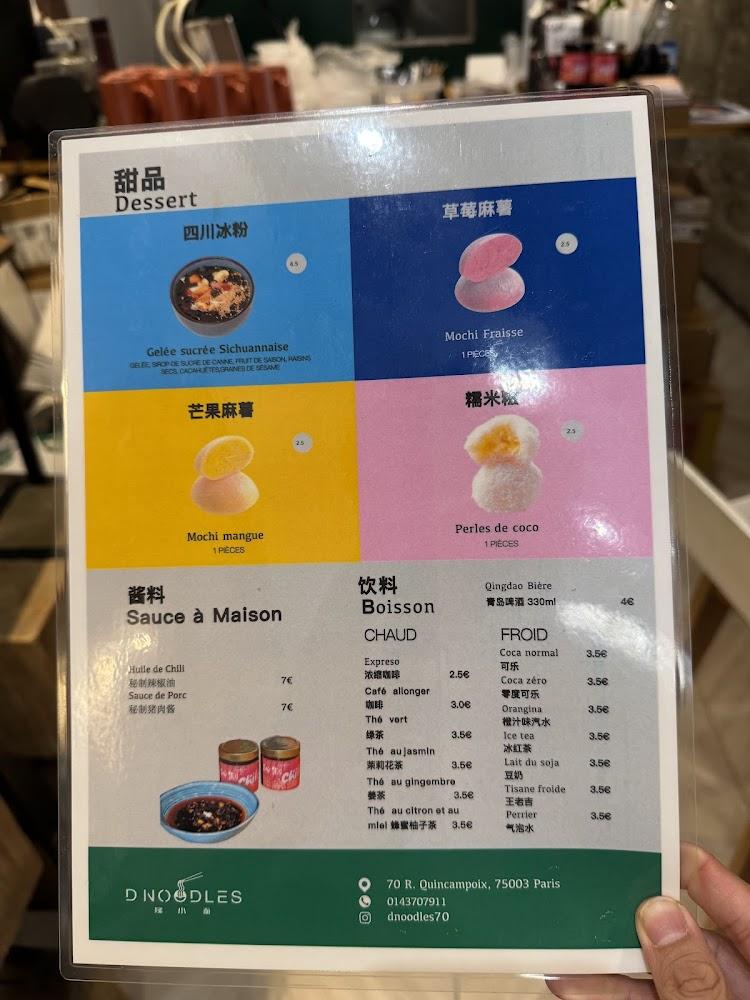 甜品
Dessert
四川冰粉
6.5
Gelée sucrée Sichuannaise
GELÉE, SIROP DE SUCRE DE CANNE, FRUIT DE SAISON, RAISINS
SECS, CACAHUÈTES,GRAINES DE SÉSAME
草莓麻薯
2.5
Mochi Fraisse
1 PIÈCES
芒果麻薯
2.5
Mochi mangue
1 PIÈCES
糯米糍
2.5
Perles de coco
1 PIÈCES
酱料
Sauce à Maison
Huile de Chili
秘制辣椒油 7€
Sauce de Porc
秘制猪肉酱 7€
饮料
Boisson
Qingdao Bière
青岛啤酒 330ml 4€
CHAUD
Expreso
浓缩咖啡 2.5€
Café allonger
咖啡 3.0€
Thé vert
绿茶 3.5€
Thé au jasmin
茉莉花茶 3.5€
Thé au gingembre
姜茶 3.5€
Thé au citron et au
miel 蜂蜜柚子茶 3.5€
FROID
Coca normal 3.5€
可乐
Coca zéro 3.5€
零度可乐
Orangina 3.5€
橙汁味汽水
Ice tea 3.5€
冰红茶
Lait du soja 3.5€
豆奶
Tisane froide 3.5€
王老吉
Perrier 3.5€
气泡水
D NOODLES
小面
70 R. Quincampoix, 75003 Paris
0143707911
dnoodles70